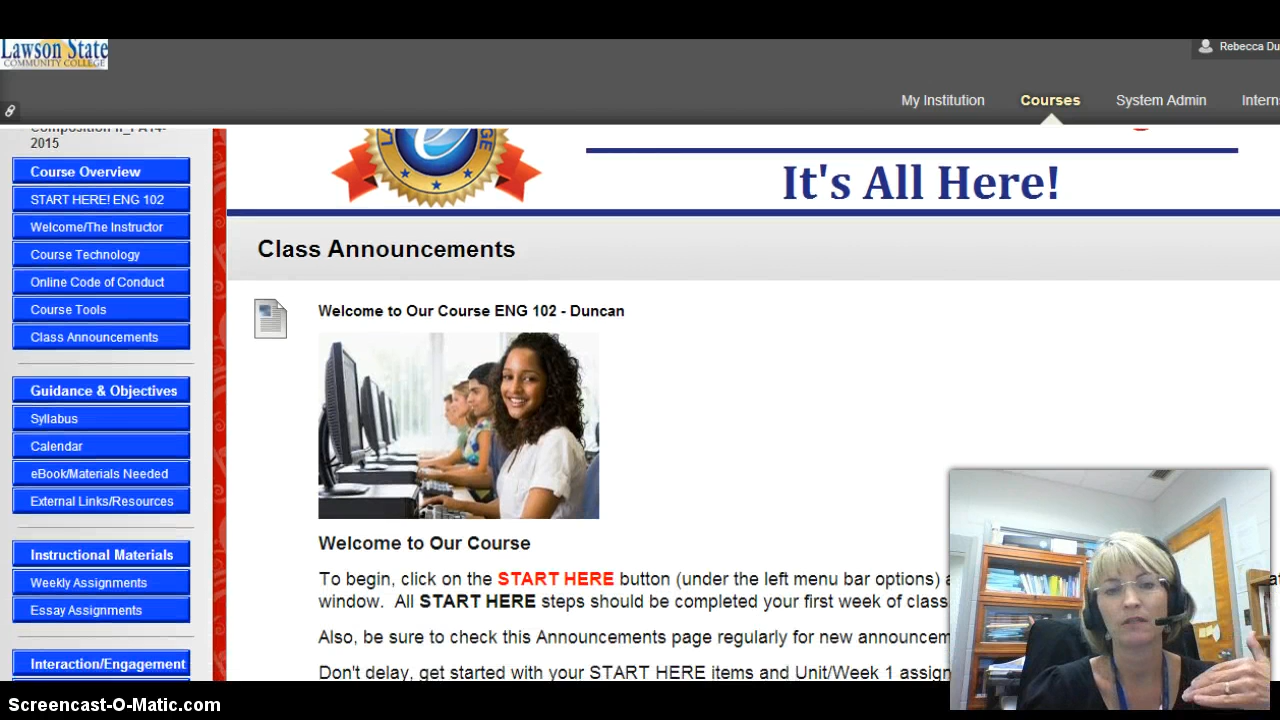 Lawson State
COMMUNITY COLLEGE
Rebecca Du
My Institution
Courses
System Admin
Intern
2015
Course Overview
START HERE! ENG 102
Welcome/The Instructor
Course Technology
Online Code of Conduct
Course Tools
Class Announcements
Guidance & Objectives
Syllabus
Calendar
eBook/Materials Needed
External Links/Resources
Instructional Materials
Weekly Assignments
Essay Assignments
Interaction/Engagement
It's All Here!
Class Announcements
Welcome to Our Course ENG 102 - Duncan
Welcome to Our Course
To begin, click on the START HERE button (under the left menu bar options) a
window. All START HERE steps should be completed your first week of class
Also, be sure to check this Announcements page regularly for new announcem
Don't delay, get started with your START HERE items and Unit/Week 1 assign
Screencast-O-Matic.com